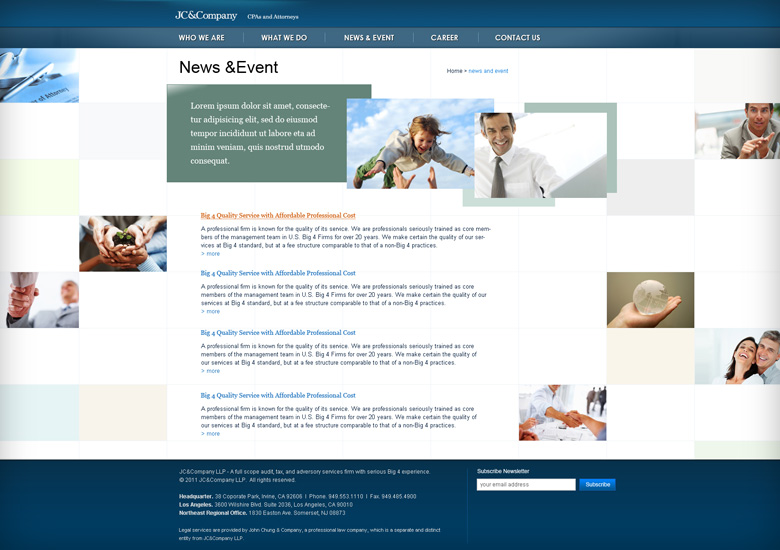 JC&Company CPAs and Attorneys
WHO WE ARE WHAT WE DO NEWS & EVENT CAREER CONTACT US
News &Event
Home > news and event
Lorem ipsum dolor sit amet, consecte-
tur adipisicing elit, sed do eiusmod
tempor incididunt ut labore eta ad
minim veniam, quis nostrud utmodo
consequat.
of Attorney
Big 4 Quality Service with Affordable Professional Cost
A professional firm is known for the quality of its service. We are professionals seriously trained as core mem-
bers of the management team in U.S. Big 4 Firms for over 20 years. We make certain the quality of our ser-
vices at Big 4 standard, but at a fee structure comparable to that of a non-Big 4 practices.
> more
Big 4 Quality Service with Affordable Professional Cost
A professional firm is known for the quality of its service. We are professionals seriously trained as core
members of the management team in U.S. Big 4 Firms for over 20 years. We make certain the quality of our
services at Big 4 standard, but at a fee structure comparable to that of a non-Big 4 practices.
> more
Big 4 Quality Service with Affordable Professional Cost
A professional firm is known for the quality of its service. We are professionals seriously trained as core
members of the management team in U.S. Big 4 Firms for over 20 years. We make certain the quality of
our services at Big 4 standard, but at a fee structure comparable to that of a non-Big 4 practices.
> more
Big 4 Quality Service with Affordable Professional Cost
A professional firm is known for the quality of its service. We are professionals seriously trained as core
members of the management team in U.S. Big 4 Firms for over 20 years. We make certain the quality of
our services at Big 4 standard, but at a fee structure comparable to that of a non-Big 4 practices.
> more
JC&Company LLP - A full scope audit, tax, and adversory services firm with serious Big 4 experience.
© 2011 JC&Company LLP. All rights reserved.
Headquarter. 38 Coporate Park, Irvine, CA 92606 I Phone. 949.553.1110 I Fax. 949.485.4900
Los Angeles. 3600 Wilshire Blvd. Suite 2036, Los Angeles, CA 90010
Northeast Regional Office. 1830 Easton Ave. Somerset, NJ 08873
Legal services are provided by John Chung & Company, a professional law company, which is a separate and distinct
entity from JC&Company LLP.
Subscribe Newsletter
your email address Subscribe